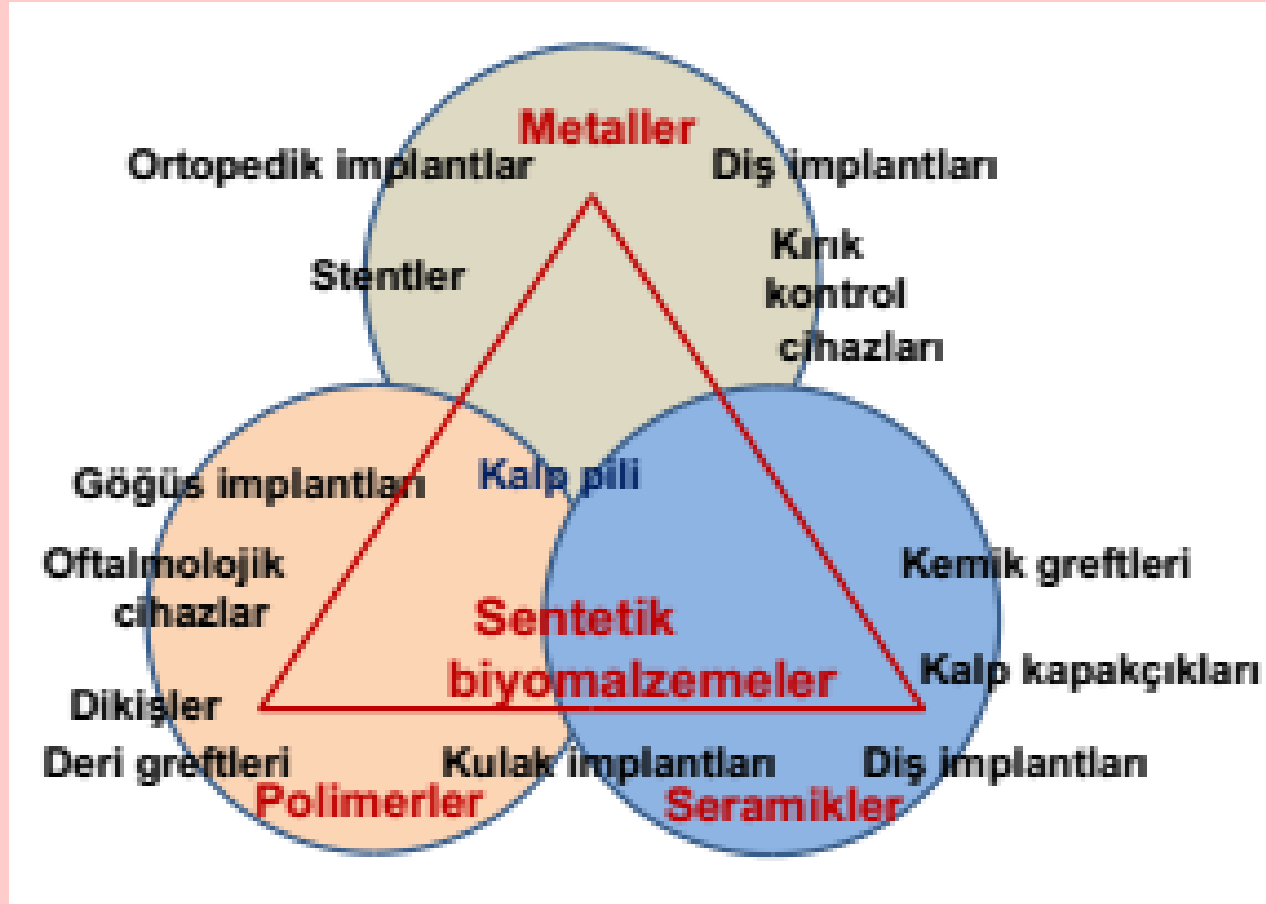 Metaller
Ortopedik implantlar
Diş implantları
Stentler
Kırık
kontrol
cihazları
Göğüs implantları
Kalp pili
Oftalmolojik
cihazlar
Kemik greftleri
Sentetik
biyomalzemeler
Kalp kapakçıkları
Dikişler
Deri greftleri
Kulak implantları
Diş implantları
Polimerler
Seramikler